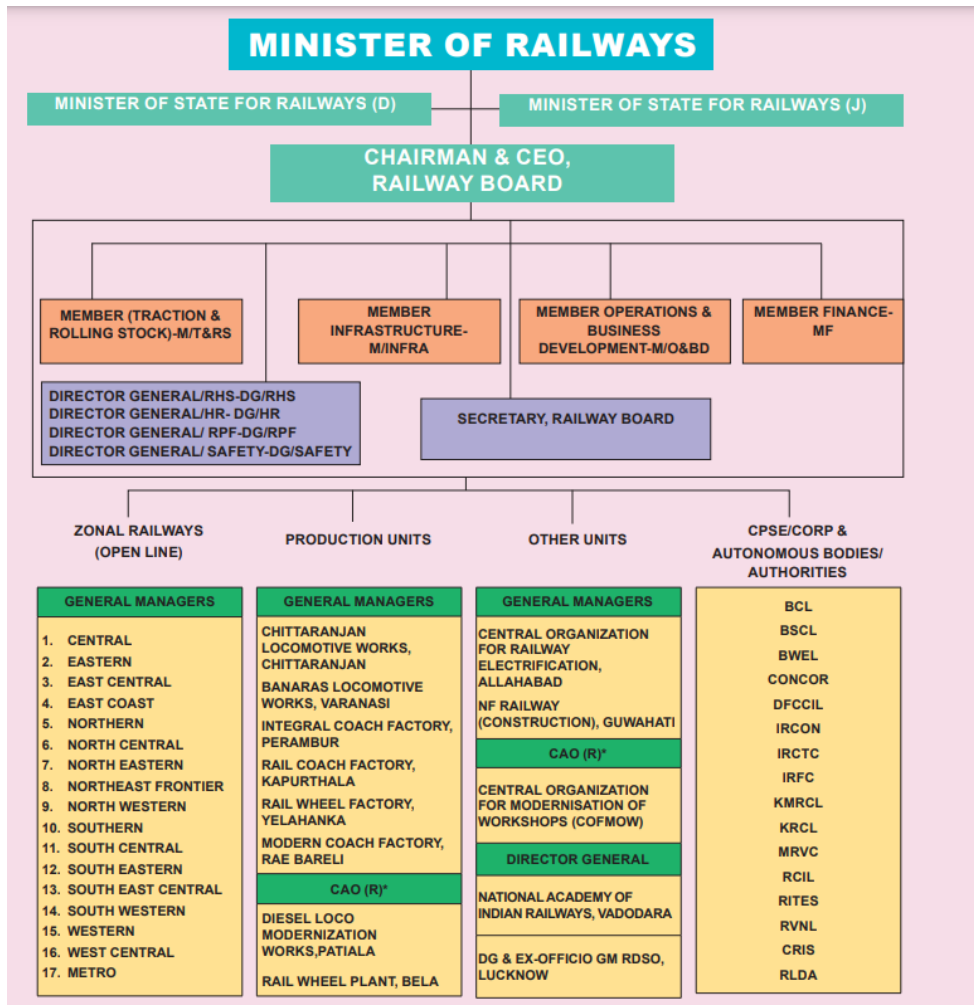 MINISTER OF RAILWAYS
MINISTER OF STATE FOR RAILWAYS (D)
MINISTER OF STATE FOR RAILWAYS (J)
CHAIRMAN & CEO,
RAILWAY BOARD
MEMBER (TRACTION &
ROLLING STOCK)-M/T&RS
MEMBER
INFRASTRUCTURE-
M/INFRA
MEMBER OPERATIONS &
BUSINESS
DEVELOPMENT-M/O&BD
MEMBER FINANCE-
MF
DIRECTOR GENERAL/RHS-DG/RHS
DIRECTOR GENERAL/HR- DG/HR
DIRECTOR GENERAL/ RPF-DG/RPF
DIRECTOR GENERAL/ SAFETY-DG/SAFETY
SECRETARY, RAILWAY BOARD
ZONAL RAILWAYS
(OPEN LINE)
GENERAL MANAGERS
1. CENTRAL
2. EASTERN
3. EAST CENTRAL
4. EAST COAST
5. NORTHERN
6. NORTH CENTRAL
7. NORTH EASTERN
8. NORTHEAST FRONTIER
9. NORTH WESTERN
10. SOUTHERN
11. SOUTH CENTRAL
12. SOUTH EASTERN
13. SOUTH EAST CENTRAL
14. SOUTH WESTERN
15. WESTERN
16. WEST CENTRAL
17. METRO
PRODUCTION UNITS
GENERAL MANAGERS
CHITTARANJAN
LOCOMOTIVE WORKS,
CHITTARANJAN
BANARAS LOCOMOTIVE
WORKS, VARANASI
INTEGRAL COACH FACTORY,
PERAMBUR
RAIL COACH FACTORY,
KAPURTHALA
RAIL WHEEL FACTORY,
YELAHANKA
MODERN COACH FACTORY,
RAE BARELI
CAO (R)*
DIESEL LOCO
MODERNIZATION
WORKS,PATIALA
RAIL WHEEL PLANT, BELA
OTHER UNITS
GENERAL MANAGERS
CENTRAL ORGANIZATION
FOR RAILWAY
ELECTRIFICATION,
ALLAHABAD
NF RAILWAY
(CONSTRUCTION), GUWAHATI
CAO (R)*
CENTRAL ORGANIZATION
FOR MODERNISATION OF
WORKSHOPS (COFMOW)
DIRECTOR GENERAL
NATIONAL ACADEMY OF
INDIAN RAILWAYS, VADODARA
DG & EX-OFFICIO GM RDSO,
LUCKNOW
CPSE/CORP &
AUTONOMOUS BODIES/
AUTHORITIES
BCL
BSCL
BWEL
CONCOR
DFCCIL
IRCON
IRCTC
IRFC
KMRCL
KRCL
MRVC
RCIL
RITES
RVNL
CRIS
RLDA